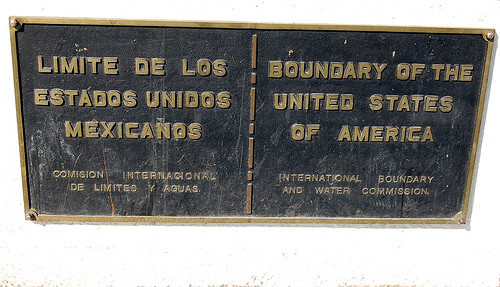 LIMITE DE LOS
ESTADOS UNIDOS
MEXICANOS
COMISION INTERNACIONAL
DE LIMITES Y AGUAS.
BOUNDARY OF THE
UNITED STATES
OF AMERICA
INTERNATIONAL BOUNDARY
AND WATER COMMISSION.